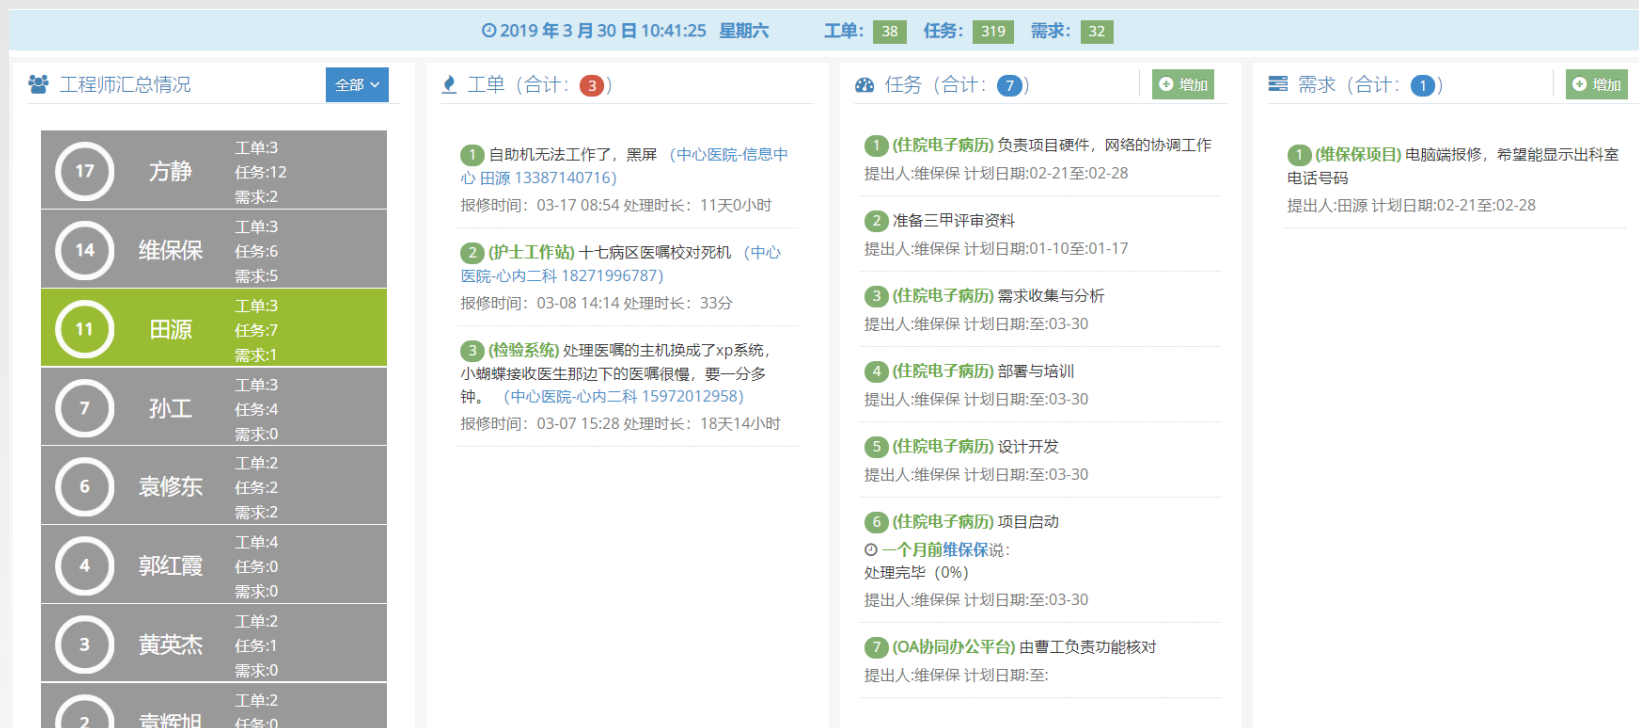 2019 年 3 月 30 日 10:41:25 星期六 工单: 38 任务: 319 需求: 32
工程师汇总情况 全部
17 方静 工单:3
任务:12
需求:2
14 维保保 工单:3
任务:6
需求:5
11 田源 工单:3
任务:7
需求:1
7 孙工 工单:3
任务:4
需求:0
6 袁修东 工单:2
任务:2
需求:2
4 郭红霞 工单:4
任务:0
需求:0
3 黄英杰 工单:2
任务:1
需求:0
2 袁辉旭 工单:2
任务:0
工单（合计： 3 ）
1 自助机无法工作了，黑屏 （中心医院-信息中
心 田源 13387140716）
报修时间：03-17 08:54 处理时长：11天0小时
2 (护士工作站) 十七病区医嘱校对死机 （中心
医院-心内二科 18271996787）
报修时间：03-08 14:14 处理时长：33分
3 (检验系统) 处理医嘱的主机换成了xp系统，
小蝴蝶接收医生那边下的医嘱很慢，要一分多
钟。 （中心医院-心内二科 15972012958）
报修时间：03-07 15:28 处理时长：18天14小时
任务（合计： 7 ） 增加
1 (住院电子病历) 负责项目硬件，网络的协调工作
提出人:维保保 计划日期:02-21至:02-28
2 准备三甲评审资料
提出人:维保保 计划日期:01-10至:01-17
3 (住院电子病历) 需求收集与分析
提出人:维保保 计划日期:至:03-30
4 (住院电子病历) 部署与培训
提出人:维保保 计划日期:至:03-30
5 (住院电子病历) 设计开发
提出人:维保保 计划日期:至:03-30
6 (住院电子病历) 项目启动
一个月前维保保说：
处理完毕（0%）
提出人:维保保 计划日期:至:03-30
7 (OA协同办公平台) 由曹工负责功能核对
提出人:维保保 计划日期:至:
需求（合计： 1 ） 增加
1 (维保保项目) 电脑端报修，希望能显示出科室
电话号码
提出人:田源 计划日期:02-21至:02-28